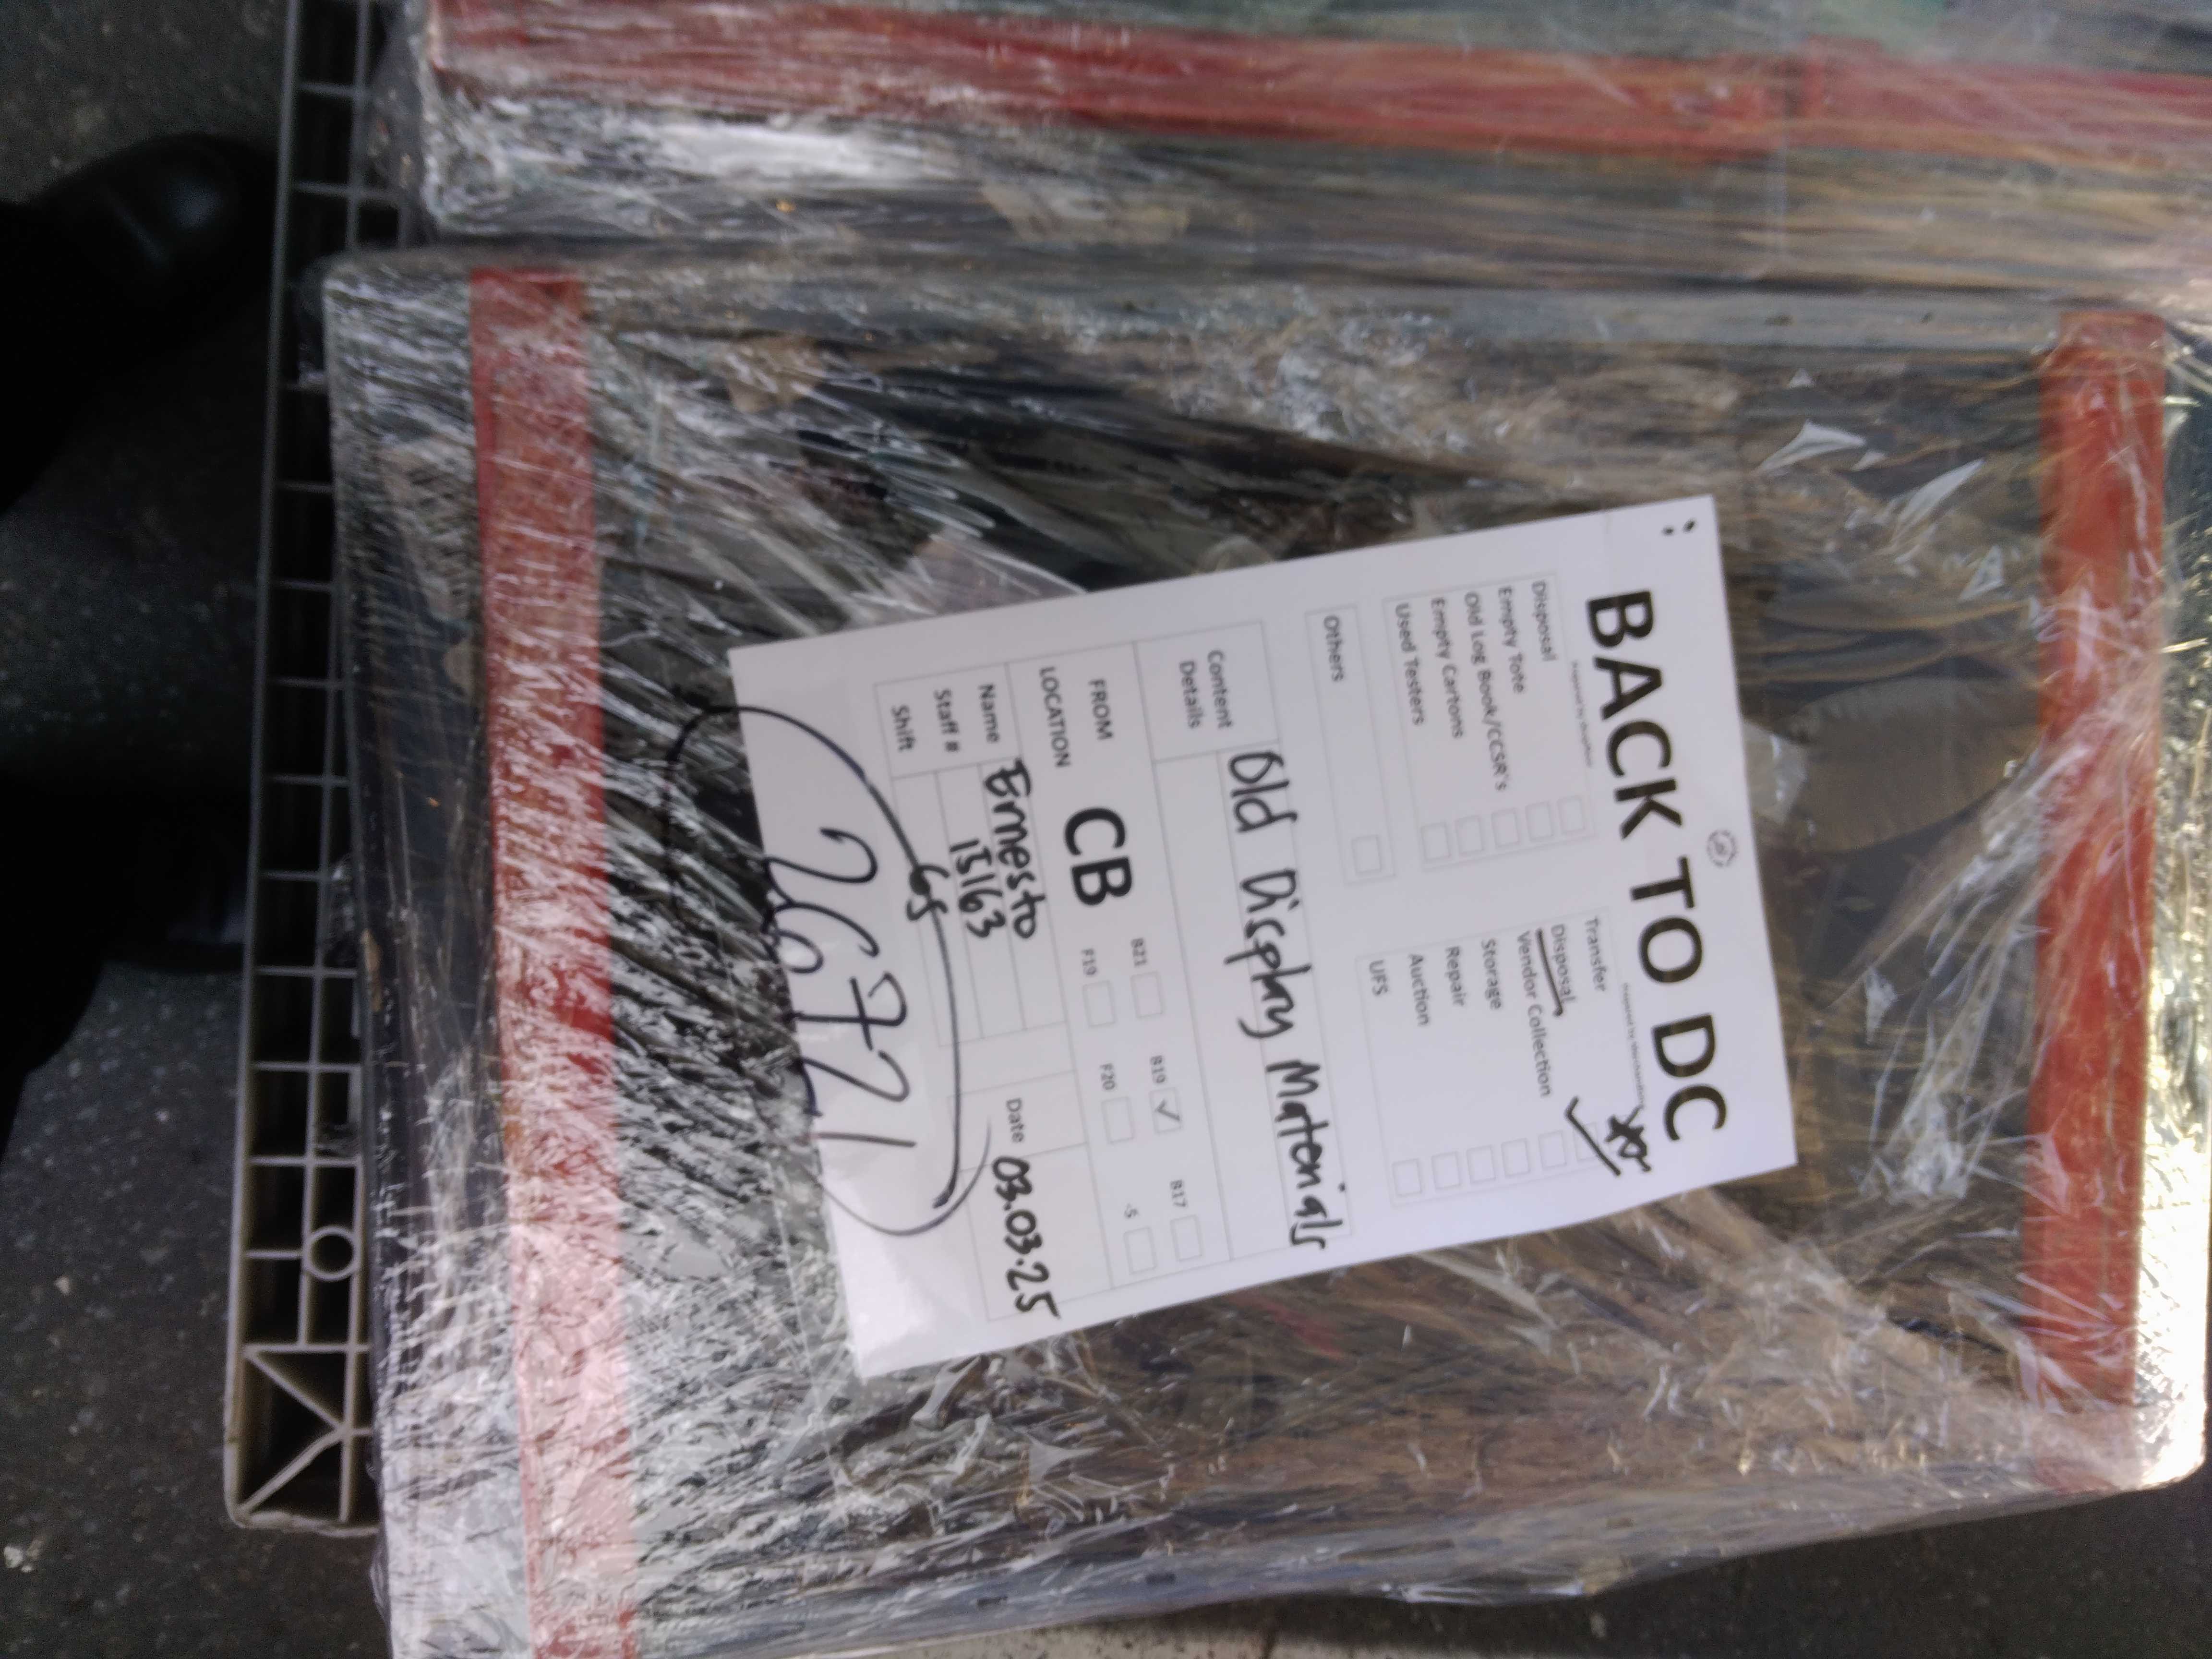 BACK TO DC
Disposal
Empty Tote
Old Log Book/CCSR's
Empty Cartons
Used Testers
Others
Transfer
Disposal
Vendor Collection
Storage
Repair
Auction
UFS
Content Details Old Display Materials
FROM LOCATION CB
B21 B19 ✓ B17
F19 F20 -5
Name Ernesto Date 03.03.25
Staff # 15163
Shift GS